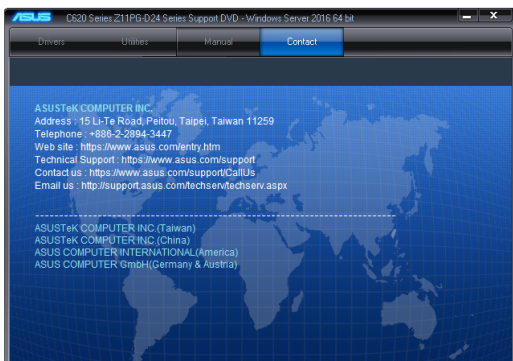 ASUS C620 Series Z11PG-D24 Series Support DVD - Windows Server 2016 64 bit
Drivers Utilities Manual Contact
ASUSTeK COMPUTER INC.
Address : 15 Li-Te Road, Peitou, Taipei, Taiwan 11259
Telephone : +886-2-2894-3447
Web site : https://www.asus.com/entry.htm
Technical Support : https://www.asus.com/support
Contact us : https://www.asus.com/support/CallUs
Email us : http://support.asus.com/techserv/techserv.aspx
ASUSTeK COMPUTER INC.(Taiwan)
ASUSTeK COMPUTER INC.(China)
ASUS COMPUTER INTERNATIONAL(America)
ASUS COMPUTER GmbH(Germany & Austria)